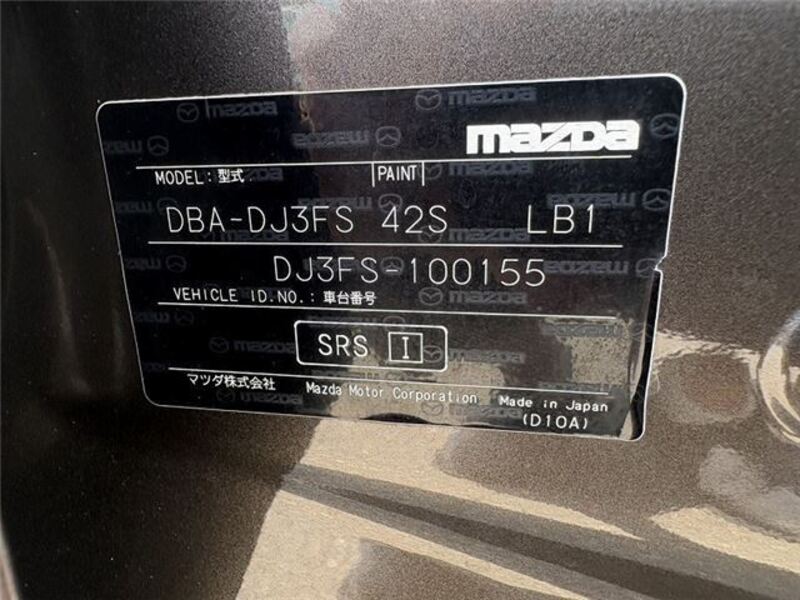 mazda
MODEL：型式 PAINT
DBA-DJ3FS 42S LB1
DJ3FS-100155
VEHICLE ID.NO.：車台番号
SRS I
マツダ株式会社 Mazda Motor Corporation Made in Japan
(D10A)